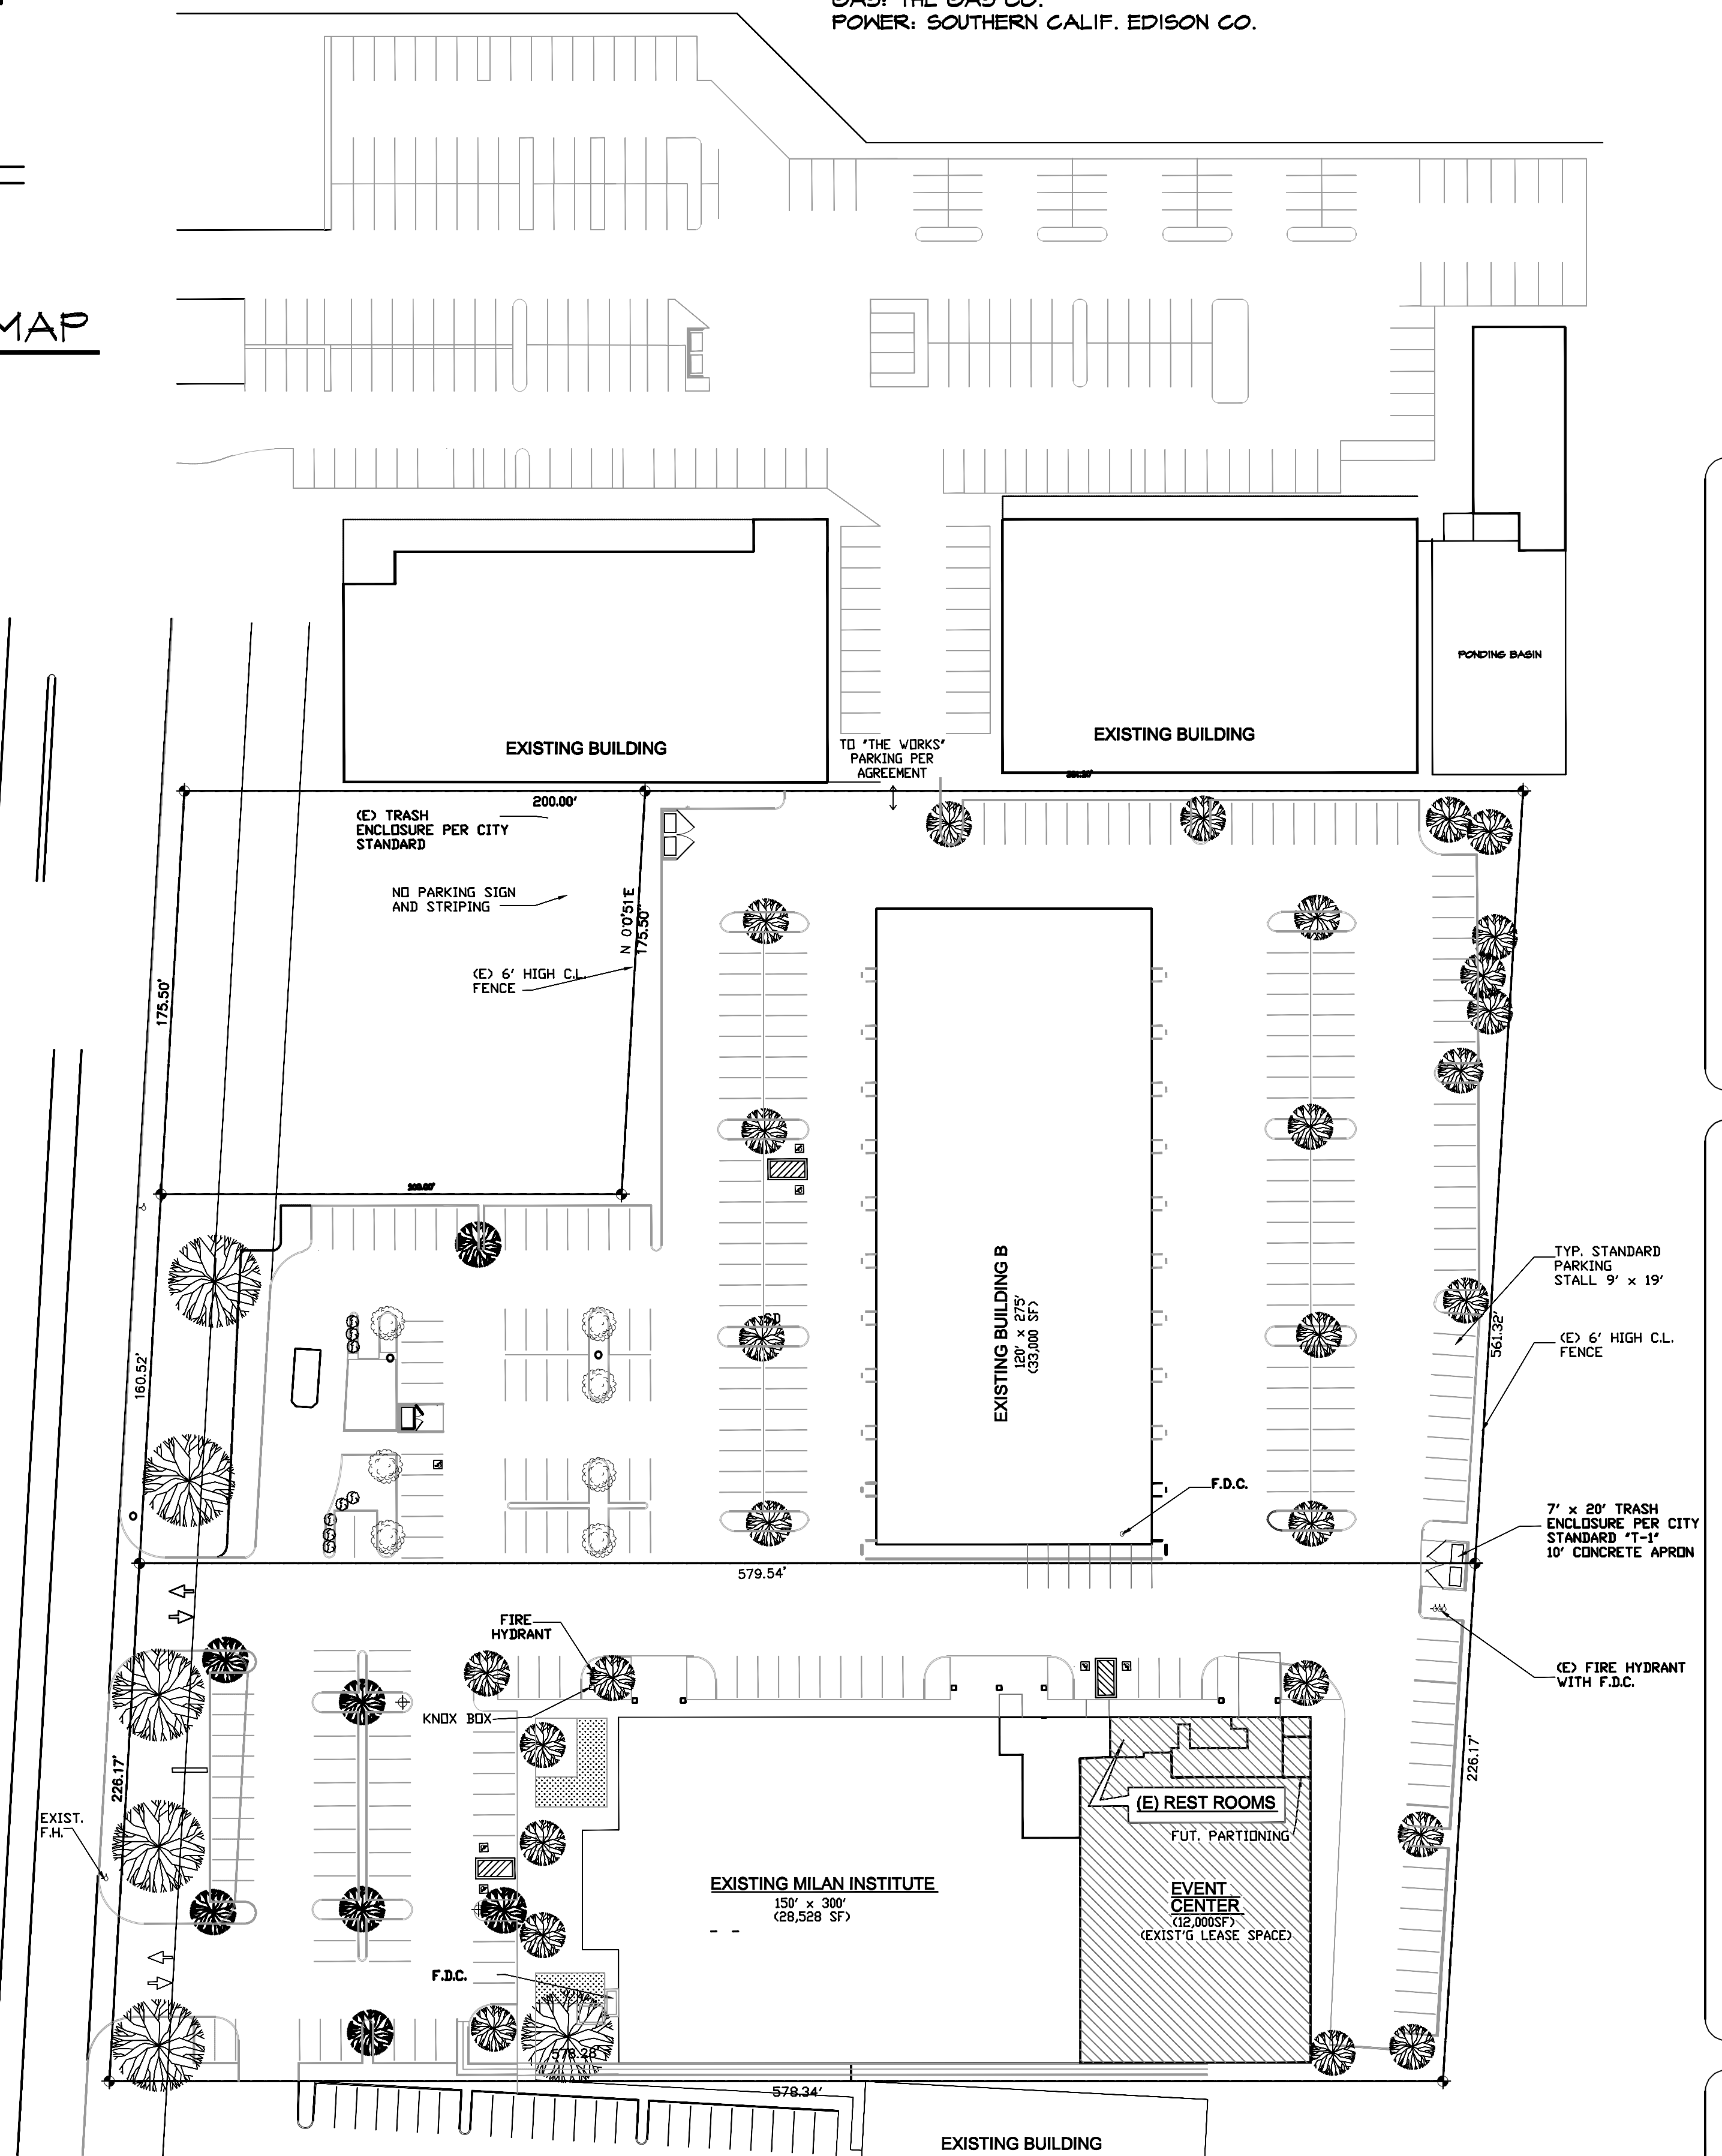 POWER: SOUTHERN CALIF. EDISON CO.
MAP
PONDING BASIN
EXISTING BUILDING
EXISTING BUILDING
TO "THE WORKS"
PARKING PER
AGREEMENT
200.00'
(E) TRASH
ENCLOSURE PER CITY
STANDARD
NO PARKING SIGN
AND STRIPING
N 0°0'51"E
175.50'
(E) 6' HIGH C.L.
FENCE
175.50'
200.00'
EXISTING BUILDING B
120' x 275'
(33,000 SF)
TYP. STANDARD
PARKING
STALL 9' x 19'
561.32'
(E) 6' HIGH C.L.
FENCE
160.52'
SD
F.D.C.
7' x 20' TRASH
ENCLOSURE PER CITY
STANDARD "T-1"
10' CONCRETE APRON
579.54'
FIRE
HYDRANT
KNOX BOX
(E) FIRE HYDRANT
WITH F.D.C.
226.17'
226.17'
EXIST.
F.H.
(E) REST ROOMS
FUT. PARTIONING
EXISTING MILAN INSTITUTE
150' x 300'
(28,528 SF)
EVENT
CENTER
(12,000SF)
(EXIST'G LEASE SPACE)
F.D.C.
578.28'
578.34'
EXISTING BUILDING